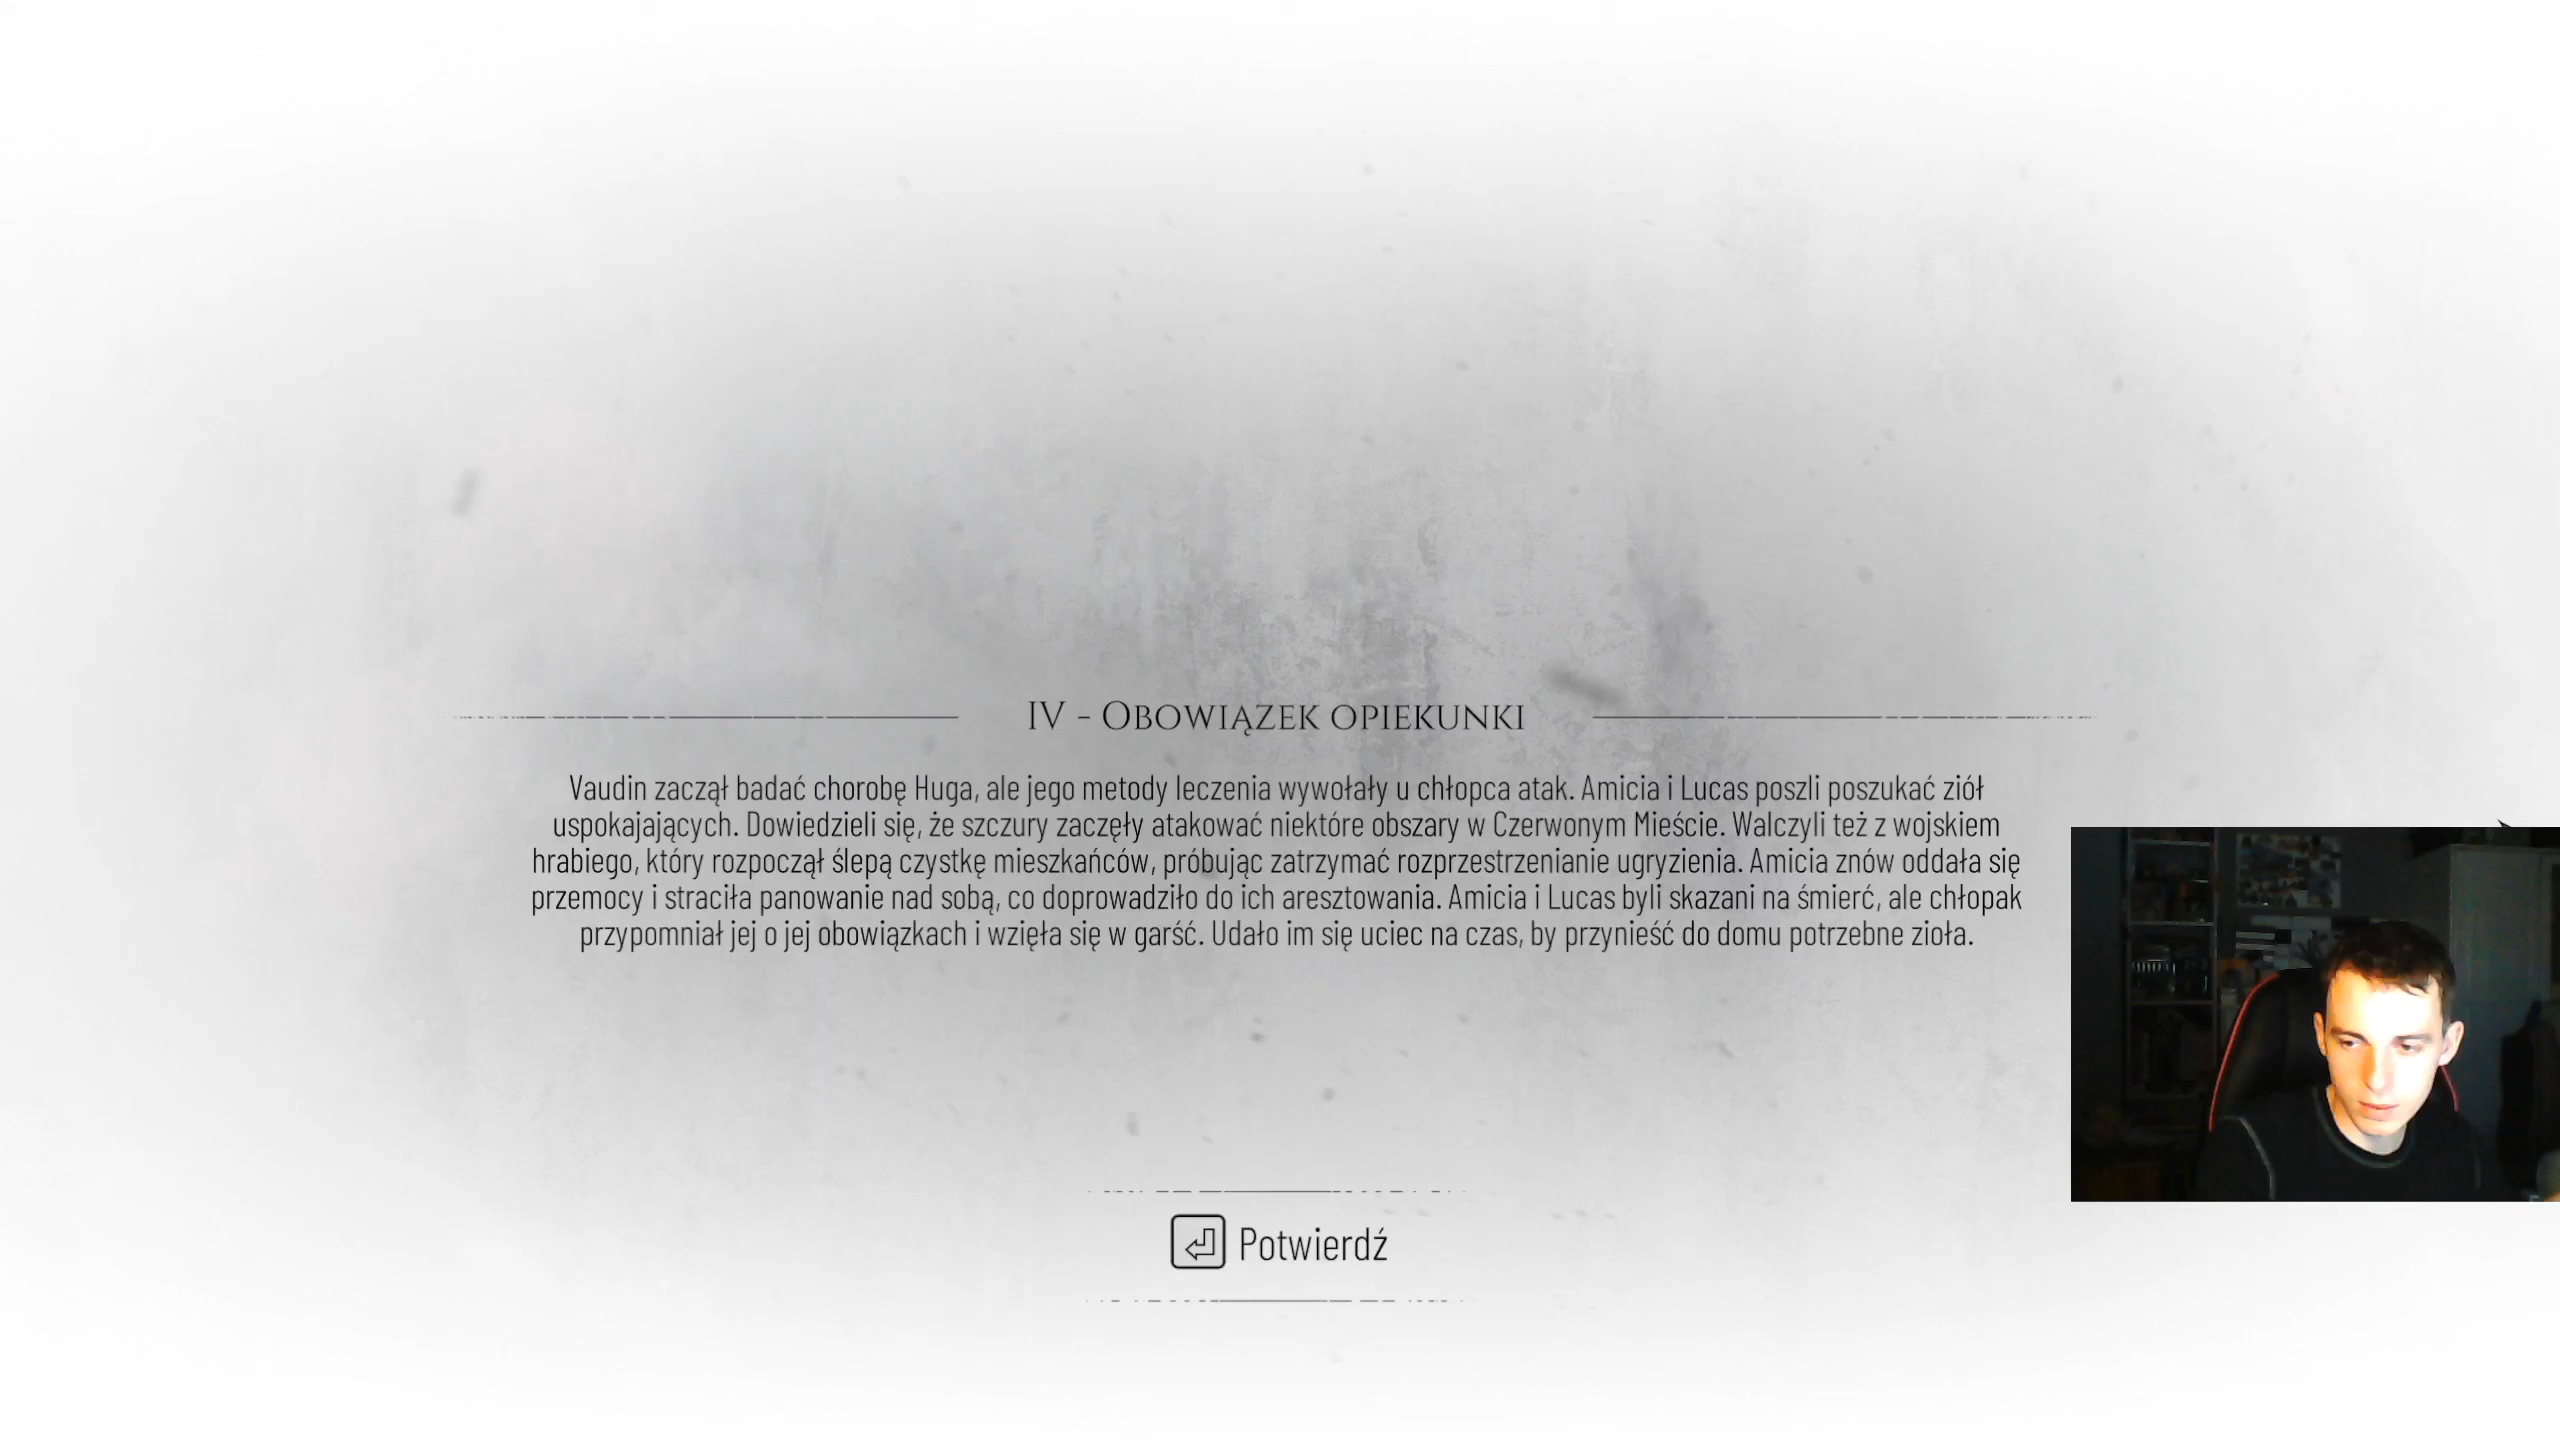 IV - Obowiązek opiekunki
Vaudin zaczął badać chorobę Huga, ale jego metody leczenia wywołały u chłopca atak. Amicia i Lucas poszli poszukać ziół
uspokajających. Dowiedzieli się, że szczury zaczęły atakować niektóre obszary w Czerwonym Mieście. Walczyli też z wojskiem
hrabiego, który rozpoczął ślepą czystkę mieszkańców, próbując zatrzymać rozprzestrzenianie ugryzienia. Amicia znów oddała się
przemocy i straciła panowanie nad sobą, co doprowadziło do ich aresztowania. Amicia i Lucas byli skazani na śmierć, ale chłopak
przypomniał jej o jej obowiązkach i wzięła się w garść. Udało im się uciec na czas, by przynieść do domu potrzebne zioła.
Potwierdź